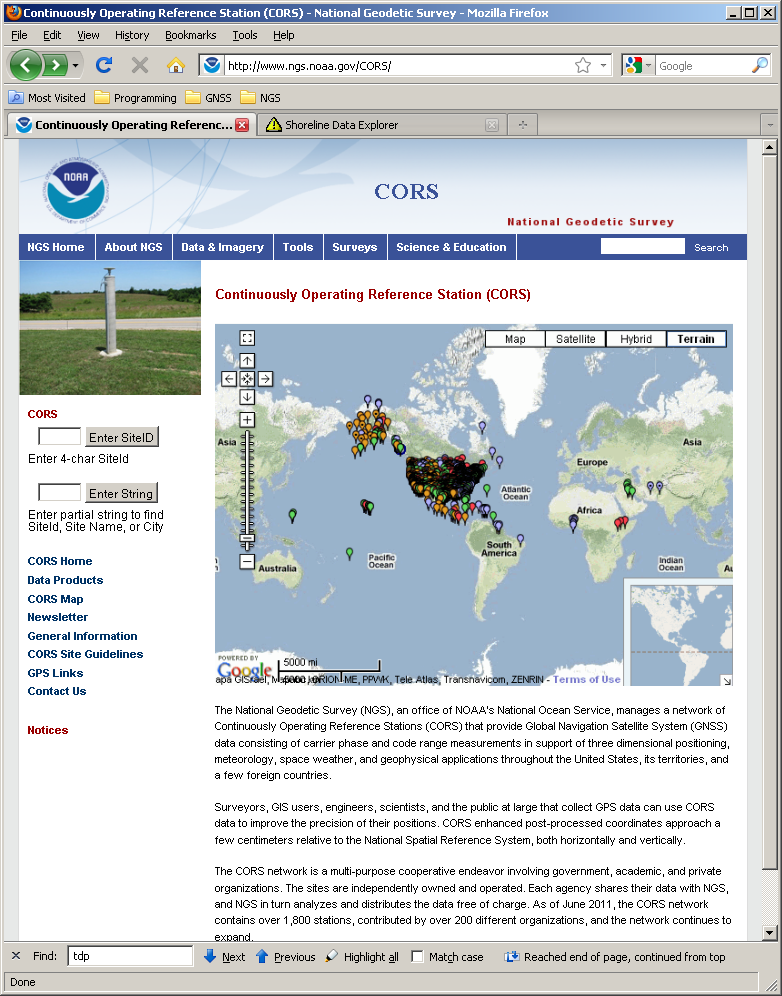 Continuously Operating Reference Station (CORS) - National Geodetic Survey - Mozilla Firefox
File Edit View History Bookmarks Tools Help
http://www.ngs.noaa.gov/CORS/
Google
Most Visited Programming GNSS NGS
Continuously Operating Referenc... Shoreline Data Explorer
NOAA
CORS
National Geodetic Survey
NGS Home About NGS Data & Imagery Tools Surveys Science & Education Search
Continuously Operating Reference Station (CORS)
Map Satellite Hybrid Terrain
CORS
Enter SiteID
Enter 4-char SiteId
Enter String
Enter partial string to find
SiteId, Site Name, or City
CORS Home
Data Products
CORS Map
Newsletter
General Information
CORS Site Guidelines
GPS Links
Contact Us
Notices
Asia
Europe
Asia
Atlantic
Ocean
Africa
South
America
Pacific
Ocean
Indian
Ocean
Australia
Au
POWERED BY
Google
5000 mi
ORION-ME, PPWK, Tele Atlas, Transnavicom, ZENRIN - Terms of Use
The National Geodetic Survey (NGS), an office of NOAA's National Ocean Service, manages a network of
Continuously Operating Reference Stations (CORS) that provide Global Navigation Satellite System (GNSS)
data consisting of carrier phase and code range measurements in support of three dimensional positioning,
meteorology, space weather, and geophysical applications throughout the United States, its territories, and
a few foreign countries.
Surveyors, GIS users, engineers, scientists, and the public at large that collect GPS data can use CORS
data to improve the precision of their positions. CORS enhanced post-processed coordinates approach a
few centimeters relative to the National Spatial Reference System, both horizontally and vertically.
The CORS network is a multi-purpose cooperative endeavor involving government, academic, and private
organizations. The sites are independently owned and operated. Each agency shares their data with NGS,
and NGS in turn analyzes and distributes the data free of charge. As of June 2011, the CORS network
contains over 1,800 stations, contributed by over 200 different organizations, and the network continues to
expand.
Find: tdp Next Previous Highlight all Match case Reached end of page, continued from top
Done